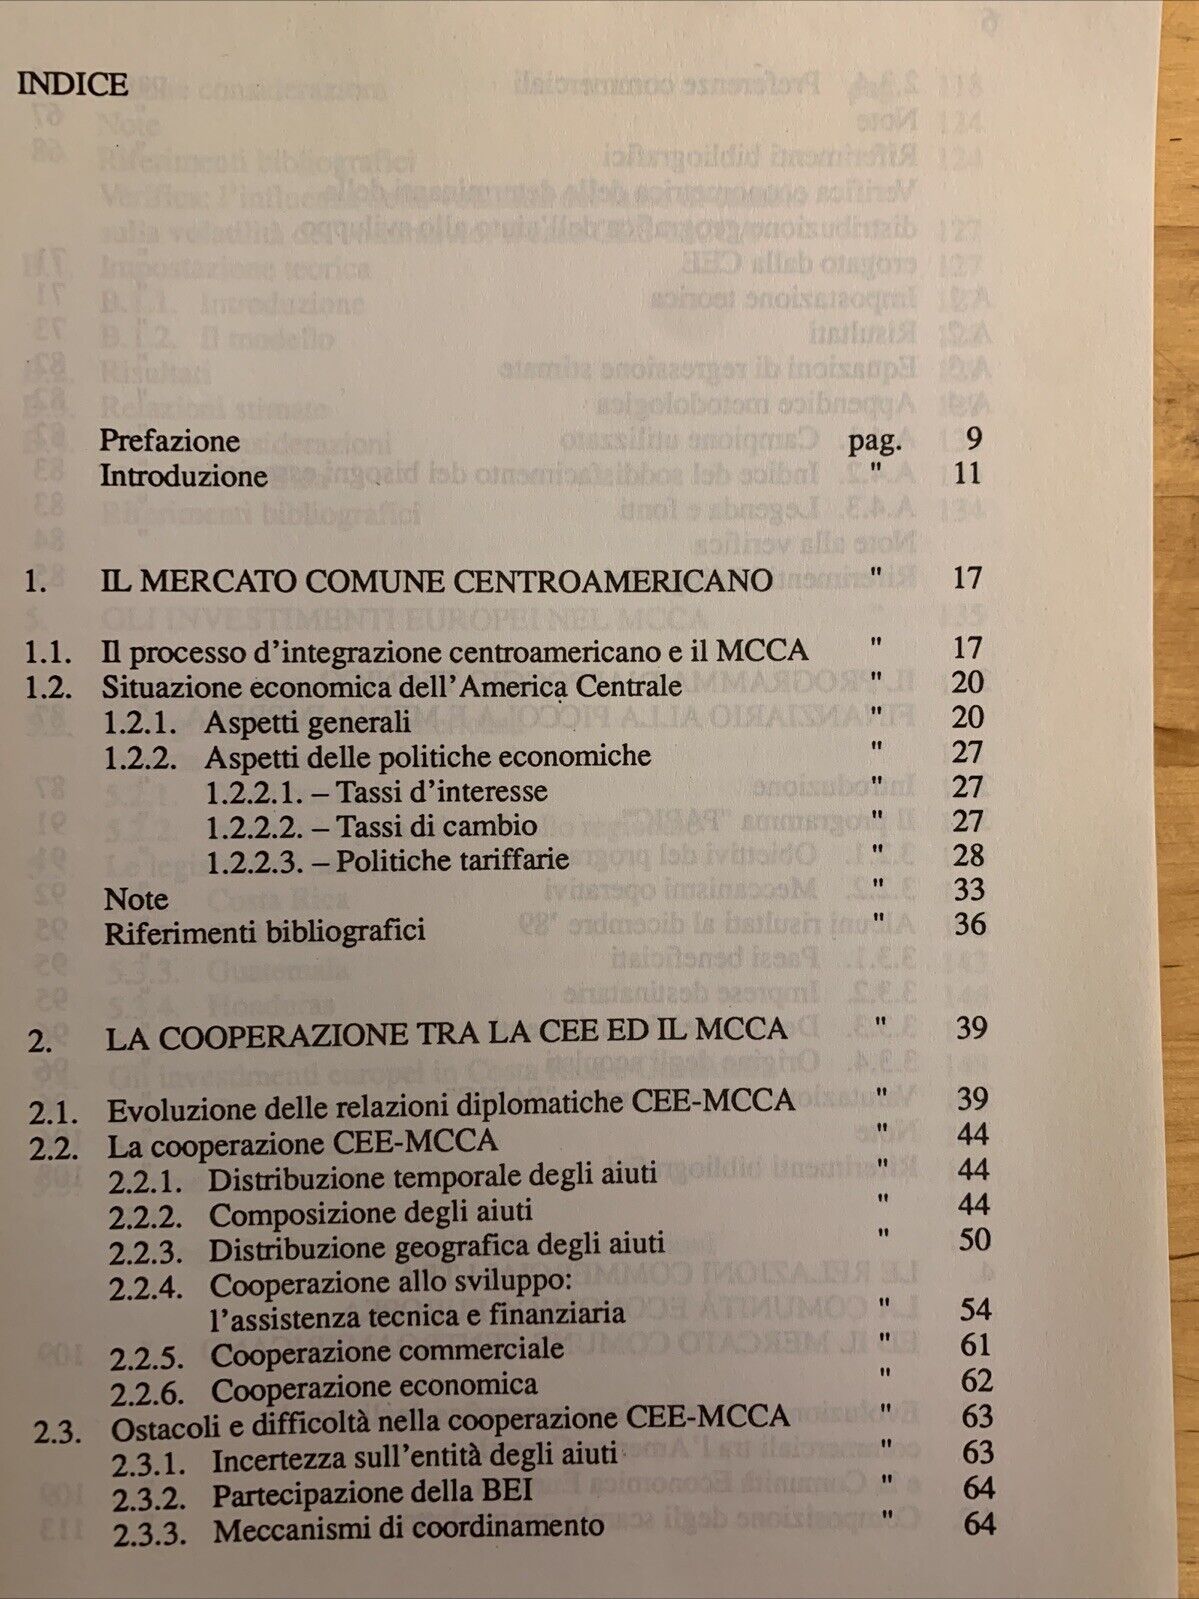 INDICE
Prefazione pag. 9
Introduzione " 11
1. IL MERCATO COMUNE CENTROAMERICANO " 17
1.1. Il processo d'integrazione centroamericano e il MCCA " 17
1.2. Situazione economica dell'America Centrale " 20
1.2.1. Aspetti generali " 20
1.2.2. Aspetti delle politiche economiche " 27
1.2.2.1. – Tassi d'interesse " 27
1.2.2.2. – Tassi di cambio " 27
1.2.2.3. – Politiche tariffarie " 28
Note " 33
Riferimenti bibliografici " 36
2. LA COOPERAZIONE TRA LA CEE ED IL MCCA " 39
2.1. Evoluzione delle relazioni diplomatiche CEE-MCCA " 39
2.2. La cooperazione CEE-MCCA " 44
2.2.1. Distribuzione temporale degli aiuti " 44
2.2.2. Composizione degli aiuti " 44
2.2.3. Distribuzione geografica degli aiuti " 50
2.2.4. Cooperazione allo sviluppo:
l'assistenza tecnica e finanziaria " 54
2.2.5. Cooperazione commerciale " 61
2.2.6. Cooperazione economica " 62
2.3. Ostacoli e difficoltà nella cooperazione CEE-MCCA " 63
2.3.1. Incertezza sull'entità degli aiuti " 63
2.3.2. Partecipazione della BEI " 64
2.3.3. Meccanismi di coordinamento " 64